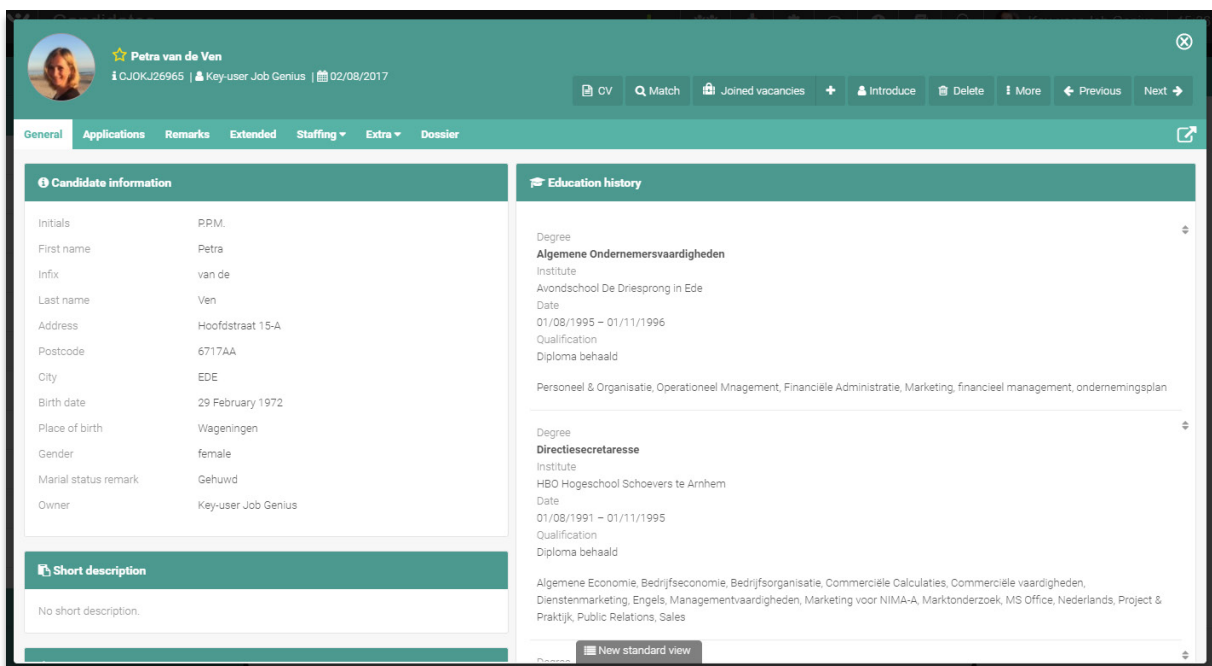 Candidates
Petra van de Ven
CJOKJ26965 | Key-user Job Genius | 02/08/2017
CV Match Joined vacancies + Introduce Delete More Previous Next
General Applications Remarks Extended Staffing Extra Dossier
Candidate information
Initials P.P.M.
First name Petra
Infix van de
Last name Ven
Address Hoofdstraat 15-A
Postcode 6717AA
City EDE
Birth date 29 February 1972
Place of birth Wageningen
Gender female
Marial status remark Gehuwd
Owner Key-user Job Genius
Short description
No short description.
Education history
Degree
Algemene Ondernemersvaardigheden
Institute
Avondschool De Driesprong in Ede
Date
01/08/1995 – 01/11/1996
Qualification
Diploma behaald
Personeel & Organisatie, Operationeel Mnagement, Financiële Administratie, Marketing, financieel management, ondernemingsplan
Degree
Directiesecretaresse
Institute
HBO Hogeschool Schoevers te Arnhem
Date
01/08/1991 – 01/11/1995
Qualification
Diploma behaald
Algemene Economie, Bedrijfseconomie, Bedrijfsorganisatie, Commerciële Calculaties, Commerciële vaardigheden,
Dienstenmarketing, Engels, Managementvaardigheden, Marketing voor NIMA-A, Marktonderzoek, MS Office, Nederlands, Project &
Praktijk, Public Relations, Sales
Degree
New standard view